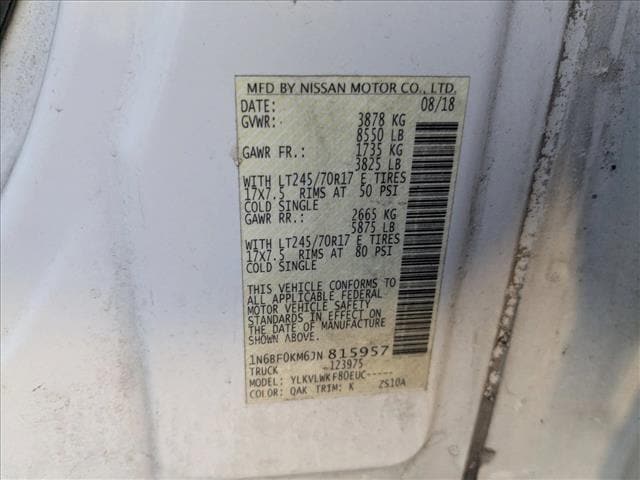 MFD BY NISSAN MOTOR CO., LTD.
DATE: 08/18
GVWR: 3878 KG
8550 LB
GAWR FR.: 1735 KG
3825 LB
WITH LT245/70R17 E TIRES
17X7.5 RIMS AT 50 PSI
COLD SINGLE
GAWR RR.: 2665 KG
5875 LB
WITH LT245/70R17 E TIRES
17X7.5 RIMS AT 80 PSI
COLD SINGLE
THIS VEHICLE CONFORMS TO
ALL APPLICABLE FEDERAL
MOTOR VEHICLE SAFETY
STANDARDS IN EFFECT ON
THE DATE OF MANUFACTURE
SHOWN ABOVE.
1N6BF0KM6JN 815957
TRUCK 123975
MODEL: YLKVLWKF80EUC-----
COLOR: QAK TRIM: K ZS10A